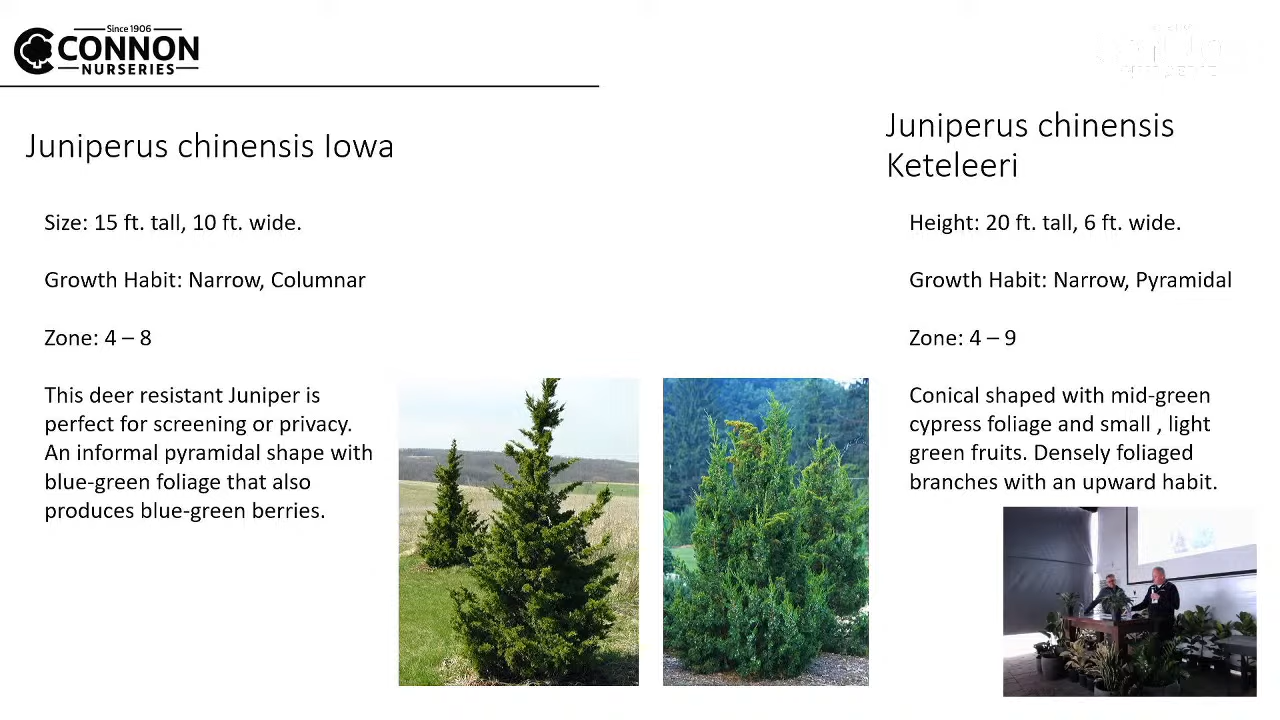 Since 1906
CONNON
NURSERIES
Juniperus chinensis Iowa
Size: 15 ft. tall, 10 ft. wide.
Growth Habit: Narrow, Columnar
Zone: 4 – 8
This deer resistant Juniper is
perfect for screening or privacy.
An informal pyramidal shape with
blue-green foliage that also
produces blue-green berries.
Juniperus chinensis
Keteleeri
Height: 20 ft. tall, 6 ft. wide.
Growth Habit: Narrow, Pyramidal
Zone: 4 – 9
Conical shaped with mid-green
cypress foliage and small , light
green fruits. Densely foliaged
branches with an upward habit.